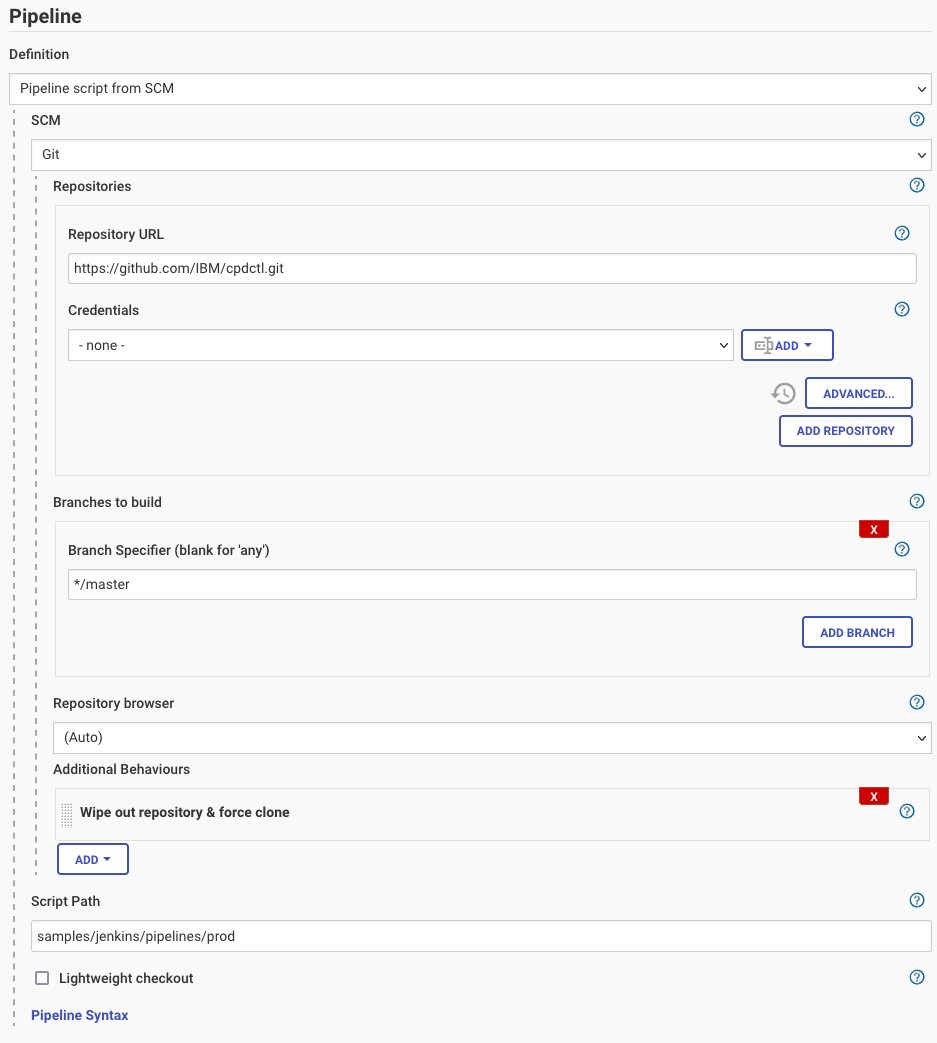 Pipeline
Definition
Pipeline script from SCM
SCM
Git
Repositories
Repository URL
https://github.com/IBM/cpdctl.git
Credentials
- none -
ADD
ADVANCED...
ADD REPOSITORY
Branches to build
X
Branch Specifier (blank for 'any')
*/master
ADD BRANCH
Repository browser
(Auto)
Additional Behaviours
X
Wipe out repository & force clone
ADD
Script Path
samples/jenkins/pipelines/prod
Lightweight checkout
Pipeline Syntax